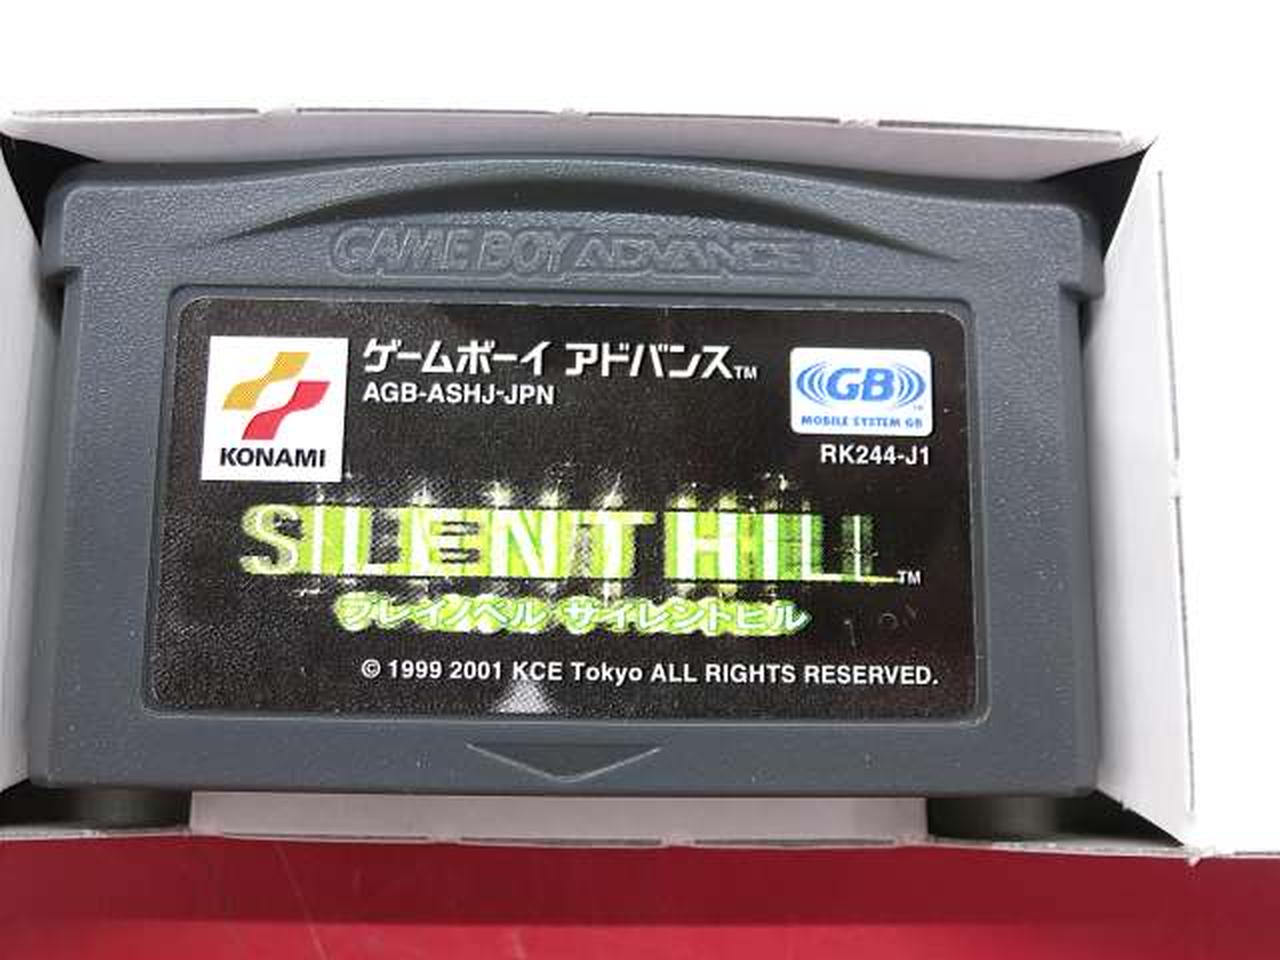 GAME BOY ADVANCE
ゲームボーイ アドバンス™
AGB-ASHJ-JPN
KONAMI
GB™
MOBILE SYSTEM GB
RK244-J1
SILENT HILL™
プレイノベル サイレントヒル
© 1999 2001 KCE Tokyo ALL RIGHTS RESERVED.